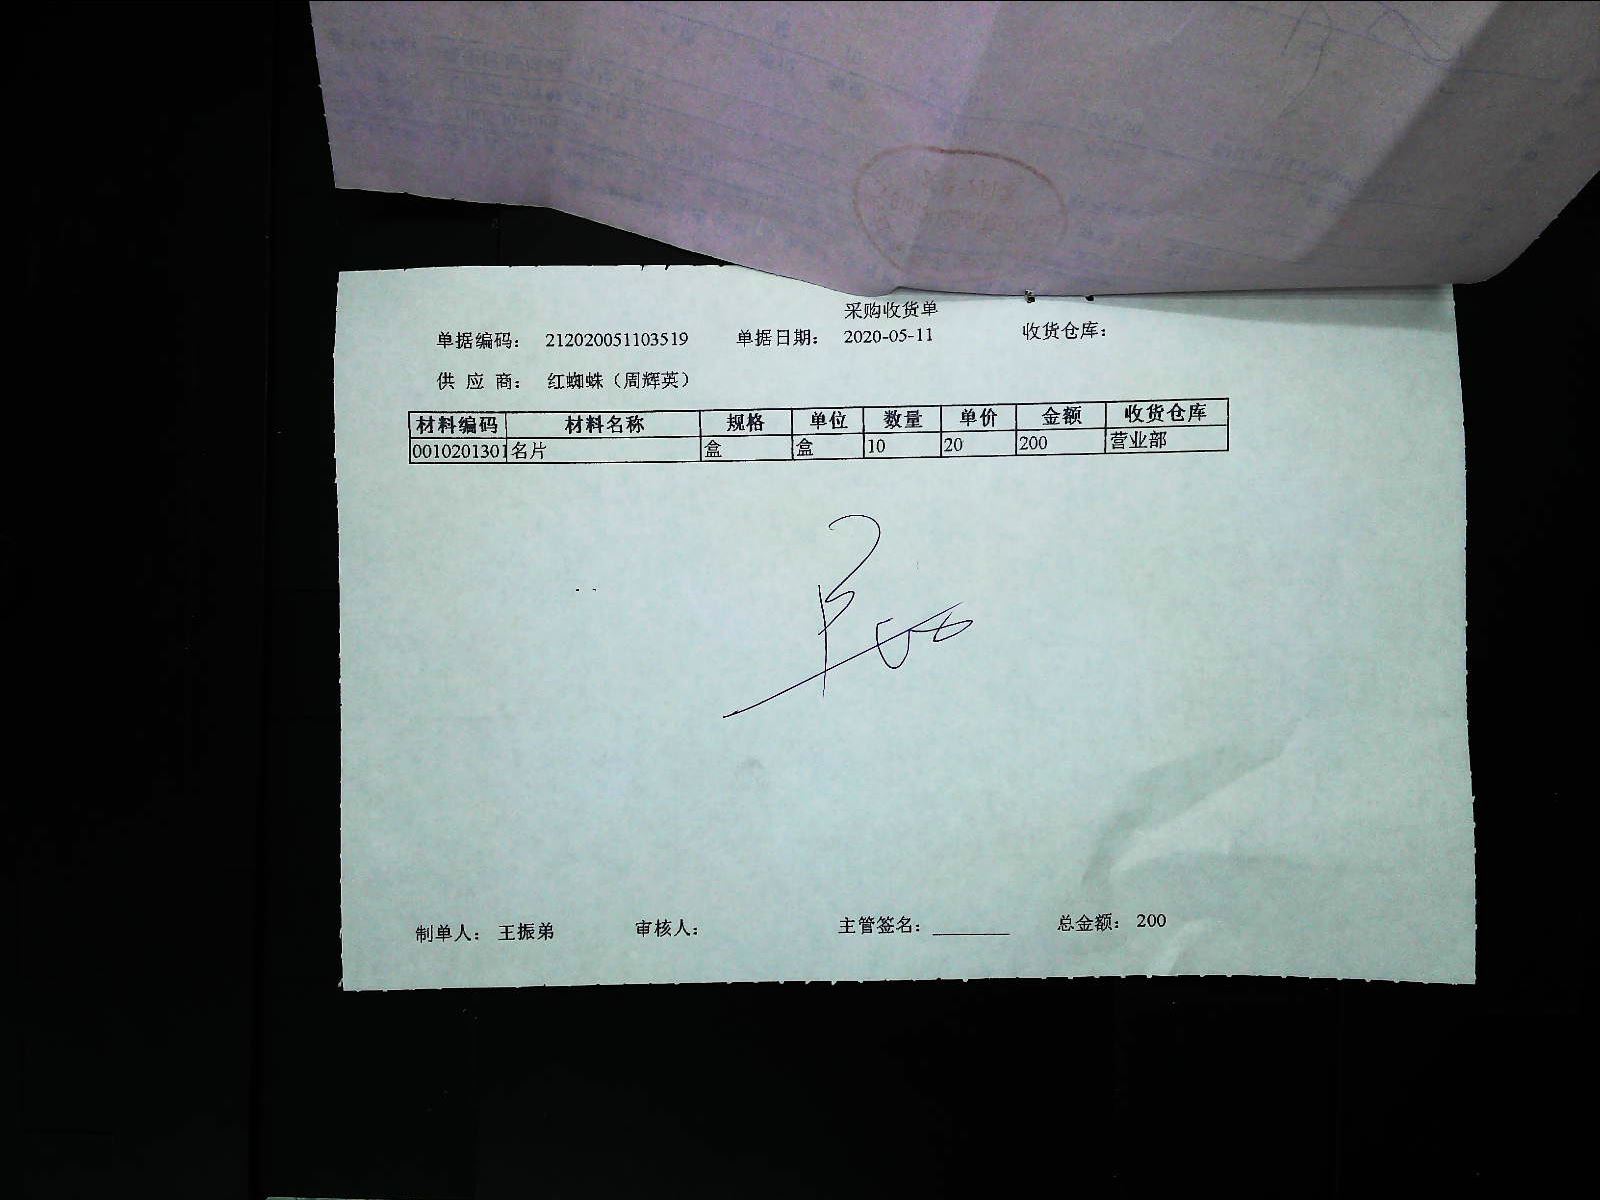 采购收货单
单据编码： 212020051103519 单据日期： 2020-05-11 收货仓库：
供 应 商： 红蜘蛛（周辉英）
材料编码 材料名称 规格 单位 数量 单价 金额 收货仓库
0010201301 名片 盒 盒 10 20 200 营业部
制单人： 王振弟 审核人： 主管签名： ________ 总金额： 200